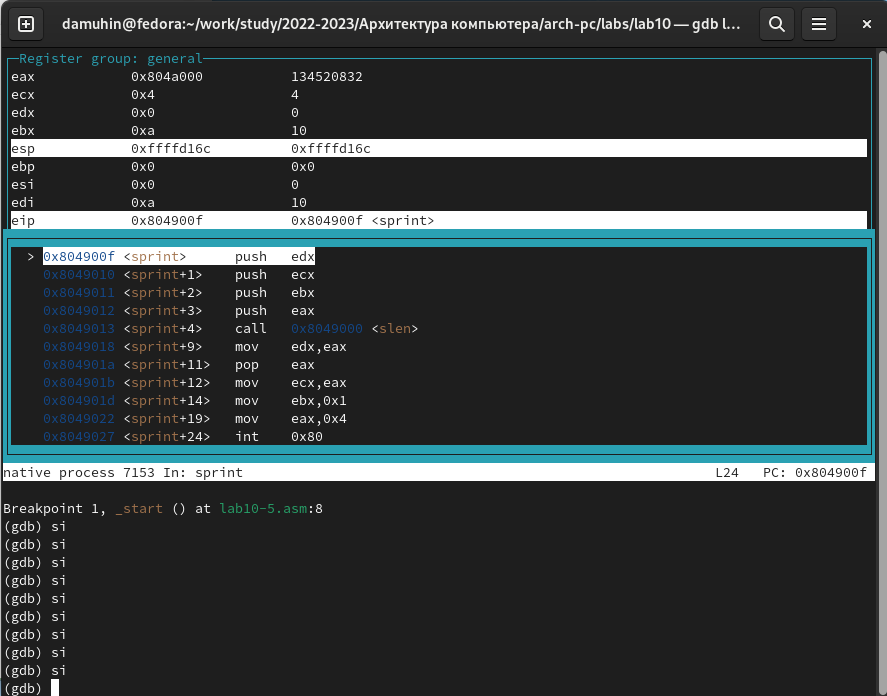 damuhin@fedora:~/work/study/2022-2023/Архитектура компьютера/arch-pc/labs/lab10 — gdb l...
Register group: general
eax 0x804a000 134520832
ecx 0x4 4
edx 0x0 0
ebx 0xa 10
esp 0xffffd16c 0xffffd16c
ebp 0x0 0x0
esi 0x0 0
edi 0xa 10
eip 0x804900f 0x804900f <sprint>
> 0x804900f <sprint> push edx
0x8049010 <sprint+1> push ecx
0x8049011 <sprint+2> push ebx
0x8049012 <sprint+3> push eax
0x8049013 <sprint+4> call 0x8049000 <slen>
0x8049018 <sprint+9> mov edx,eax
0x804901a <sprint+11> pop eax
0x804901b <sprint+12> mov ecx,eax
0x804901d <sprint+14> mov ebx,0x1
0x8049022 <sprint+19> mov eax,0x4
0x8049027 <sprint+24> int 0x80
native process 7153 In: sprint L24 PC: 0x804900f
Breakpoint 1, _start () at lab10-5.asm:8
(gdb) si
(gdb) si
(gdb) si
(gdb) si
(gdb) si
(gdb) si
(gdb) si
(gdb) si
(gdb) si
(gdb)